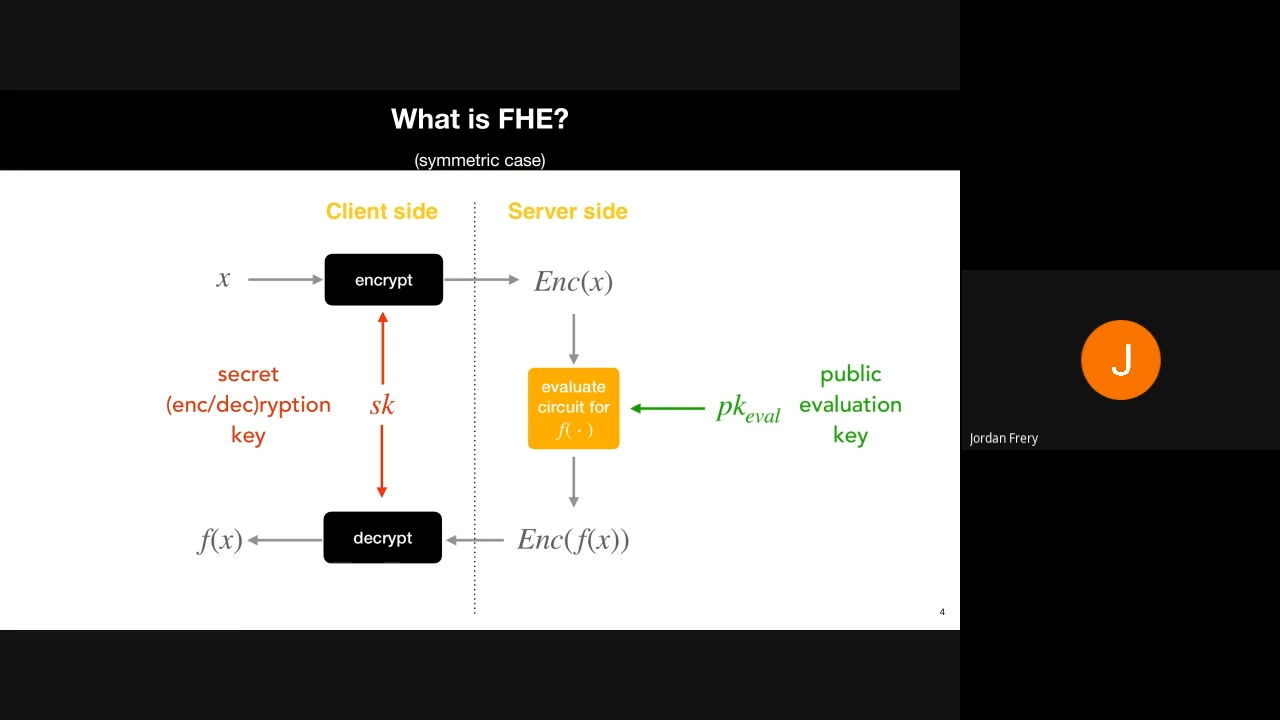 What is FHE?
(symmetric case)
Client side
Server side
x
encrypt
Enc(x)
secret
(enc/dec)ryption
key
sk
evaluate
circuit for
f( · )
pk_eval
public
evaluation
key
f(x)
decrypt
Enc(f(x))
4
J
Jordan Frery